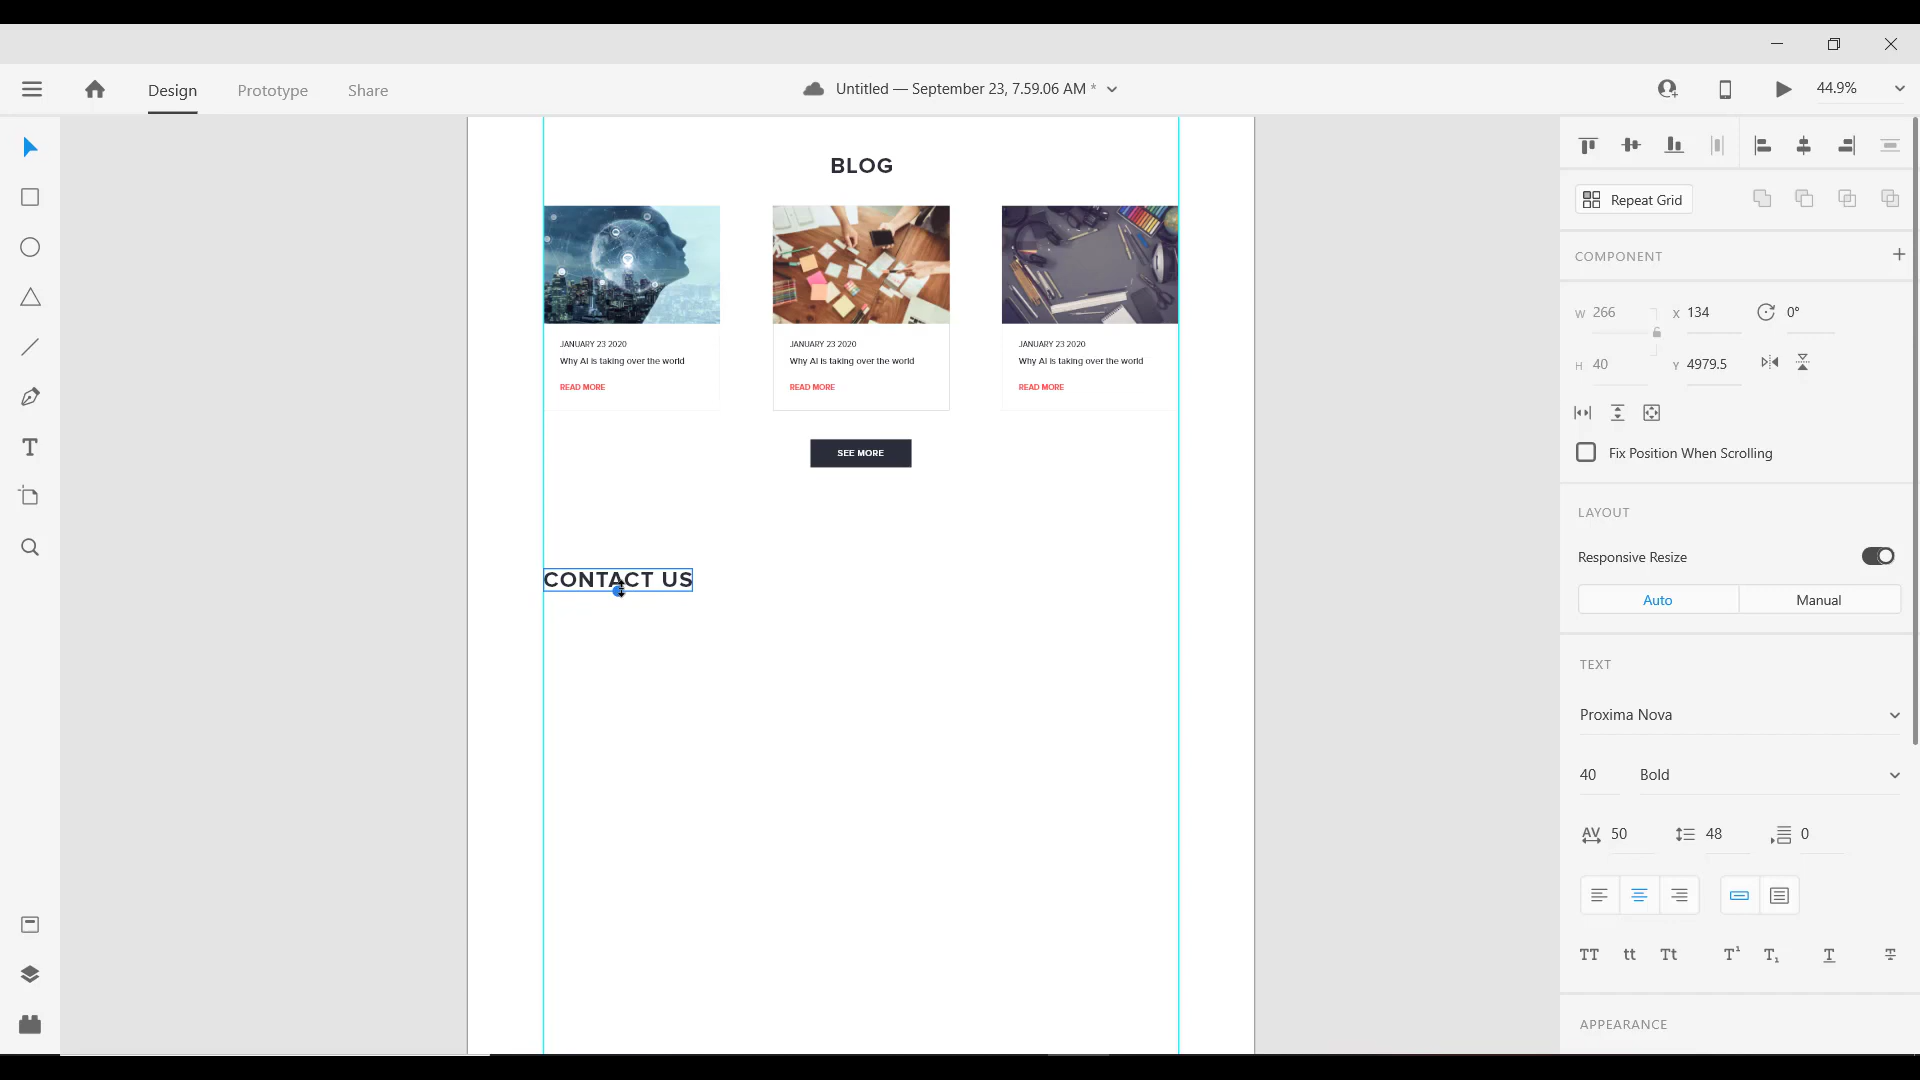 Design Prototype Share Untitled — September 23, 7.59.06 AM * 44.9%
BLOG
JANUARY 23 2020
Why AI is taking over the world
READ MORE
JANUARY 23 2020
Why AI is taking over the world
READ MORE
JANUARY 23 2020
Why AI is taking over the world
READ MORE
SEE MORE
CONTACT US
Repeat Grid
COMPONENT
W 266 X 134 0°
H 40 Y 4979.5
Fix Position When Scrolling
LAYOUT
Responsive Resize
Auto Manual
TEXT
Proxima Nova
40 Bold
AV 50 48 0
TT tt Tt T¹ T₁ T T
APPEARANCE